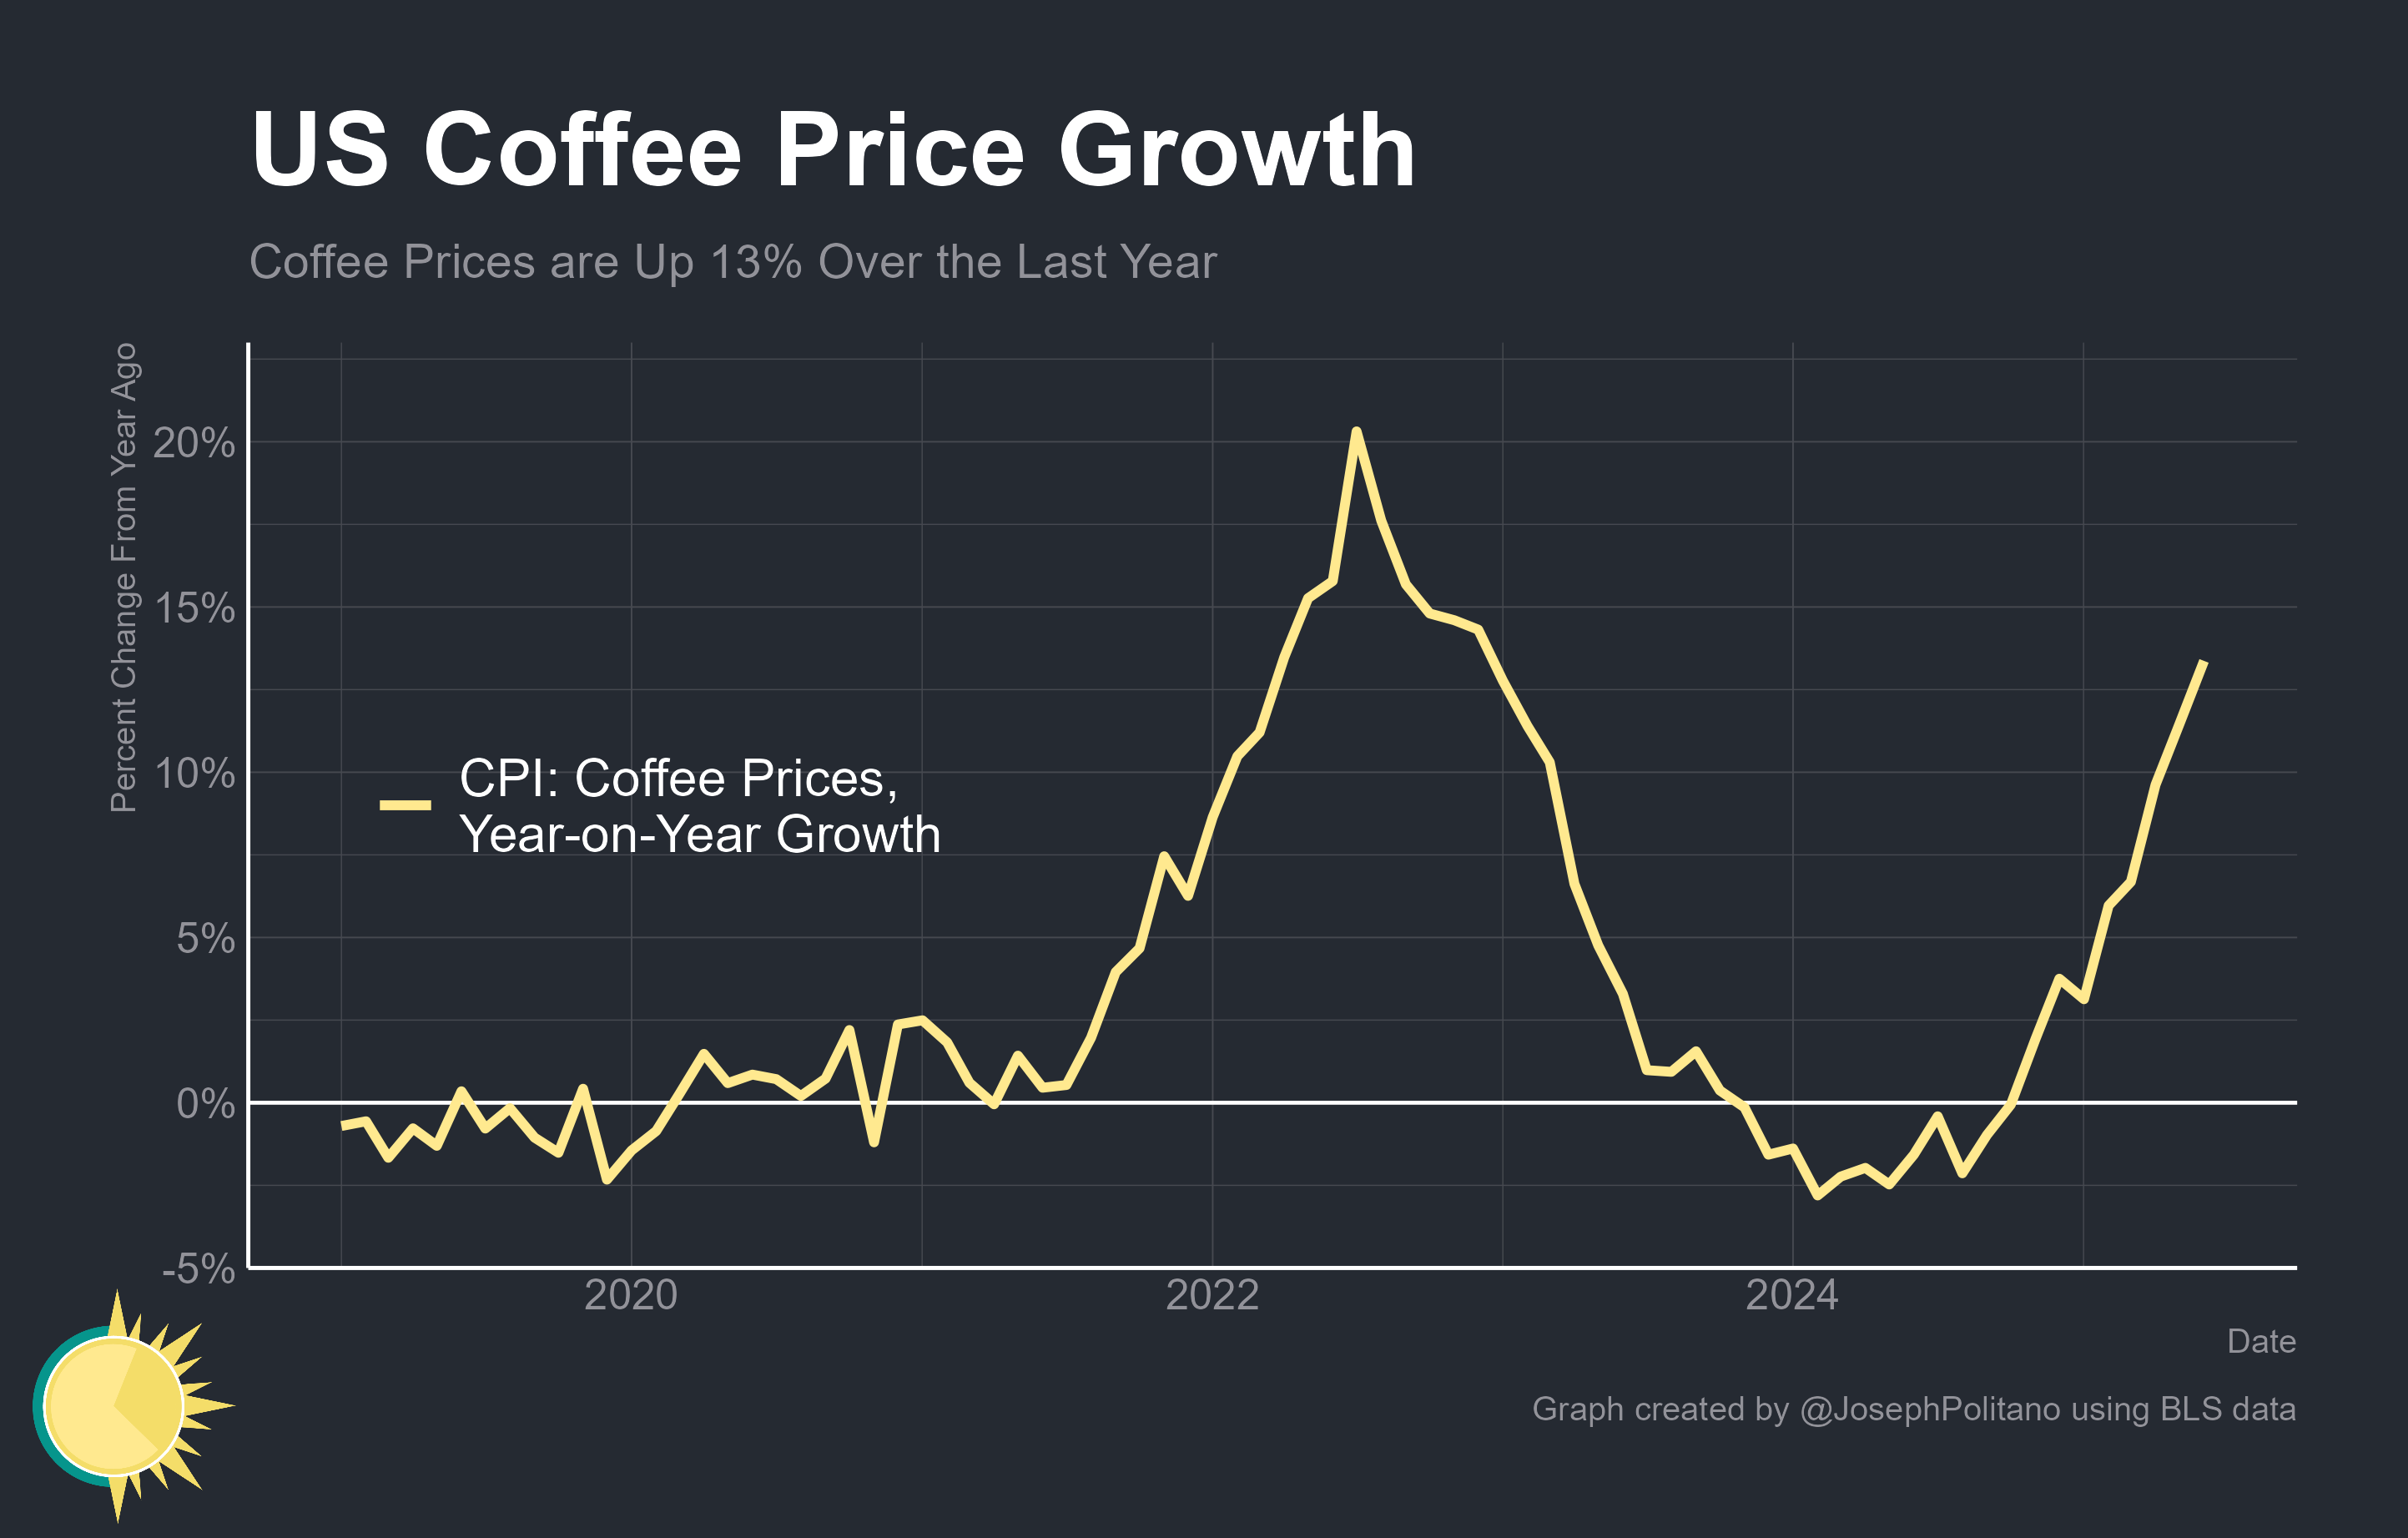 US Coffee Price Growth
Coffee Prices are Up 13% Over the Last Year
Percent Change From Year Ago
20%
15%
10%
5%
0%
-5%
CPI: Coffee Prices,
Year-on-Year Growth
2020
2022
2024
Date
Graph created by @JosephPolitano using BLS data